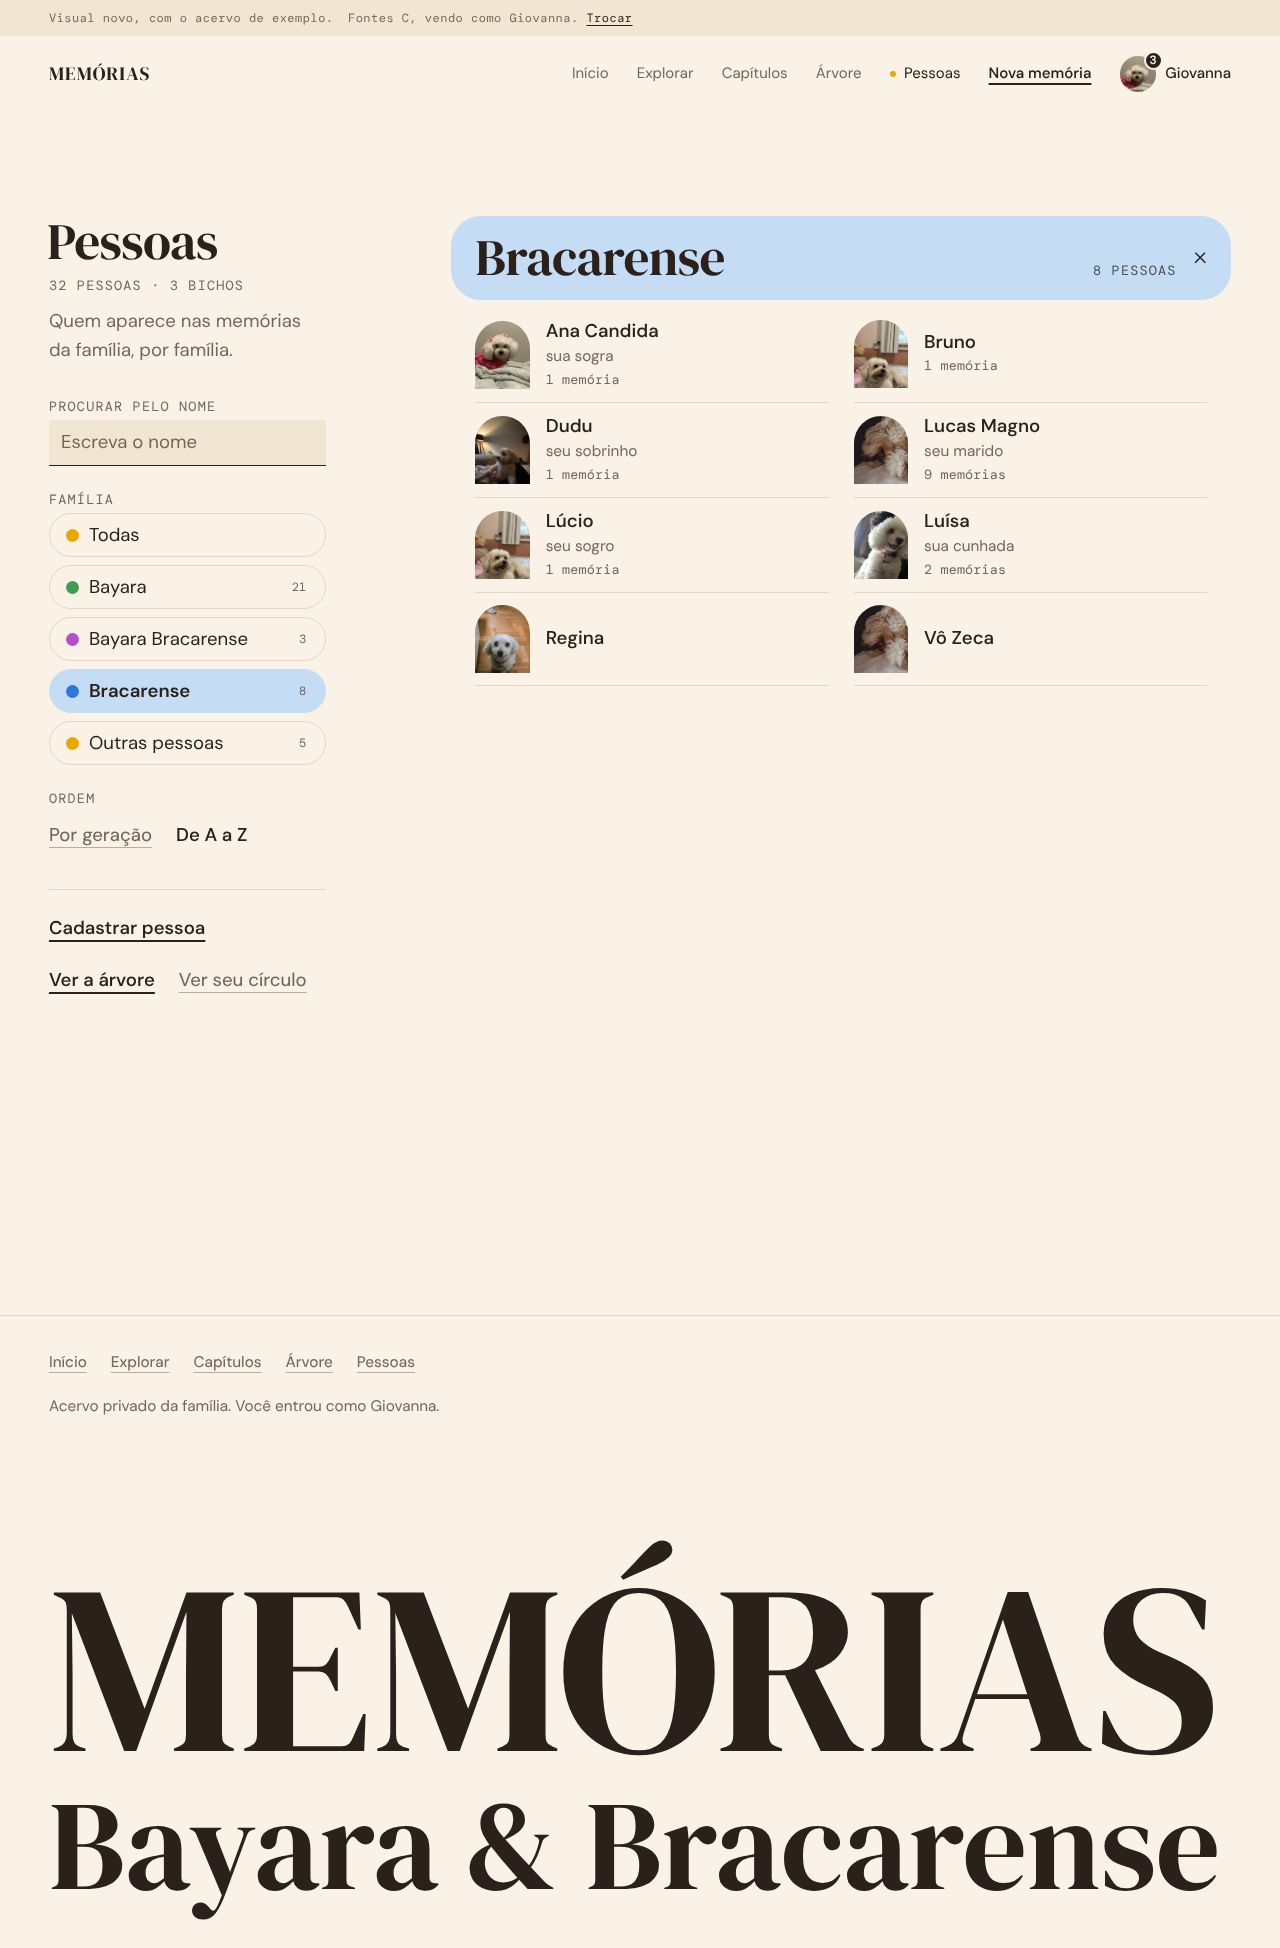 Visual novo, com o acervo de exemplo. Fontes C, vendo como Giovanna. Trocar
MEMÓRIAS
Início Explorar Capítulos Árvore Pessoas Nova memória 3 Giovanna
Pessoas
32 PESSOAS · 3 BICHOS
Quem aparece nas memórias
da família, por família.
PROCURAR PELO NOME
Escreva o nome
FAMÍLIA
Todas
Bayara 21
Bayara Bracarense 3
Bracarense 8
Outras pessoas 5
ORDEM
Por geração De A a Z
Cadastrar pessoa
Ver a árvore Ver seu círculo
Bracarense
8 PESSOAS ×
Ana Candida
sua sogra
1 memória
Bruno
1 memória
Dudu
seu sobrinho
1 memória
Lucas Magno
seu marido
9 memórias
Lúcio
seu sogro
1 memória
Luísa
sua cunhada
2 memórias
Regina
Vô Zeca
Início Explorar Capítulos Árvore Pessoas
Acervo privado da família. Você entrou como Giovanna.
MEMÓRIAS
Bayara & Bracarense